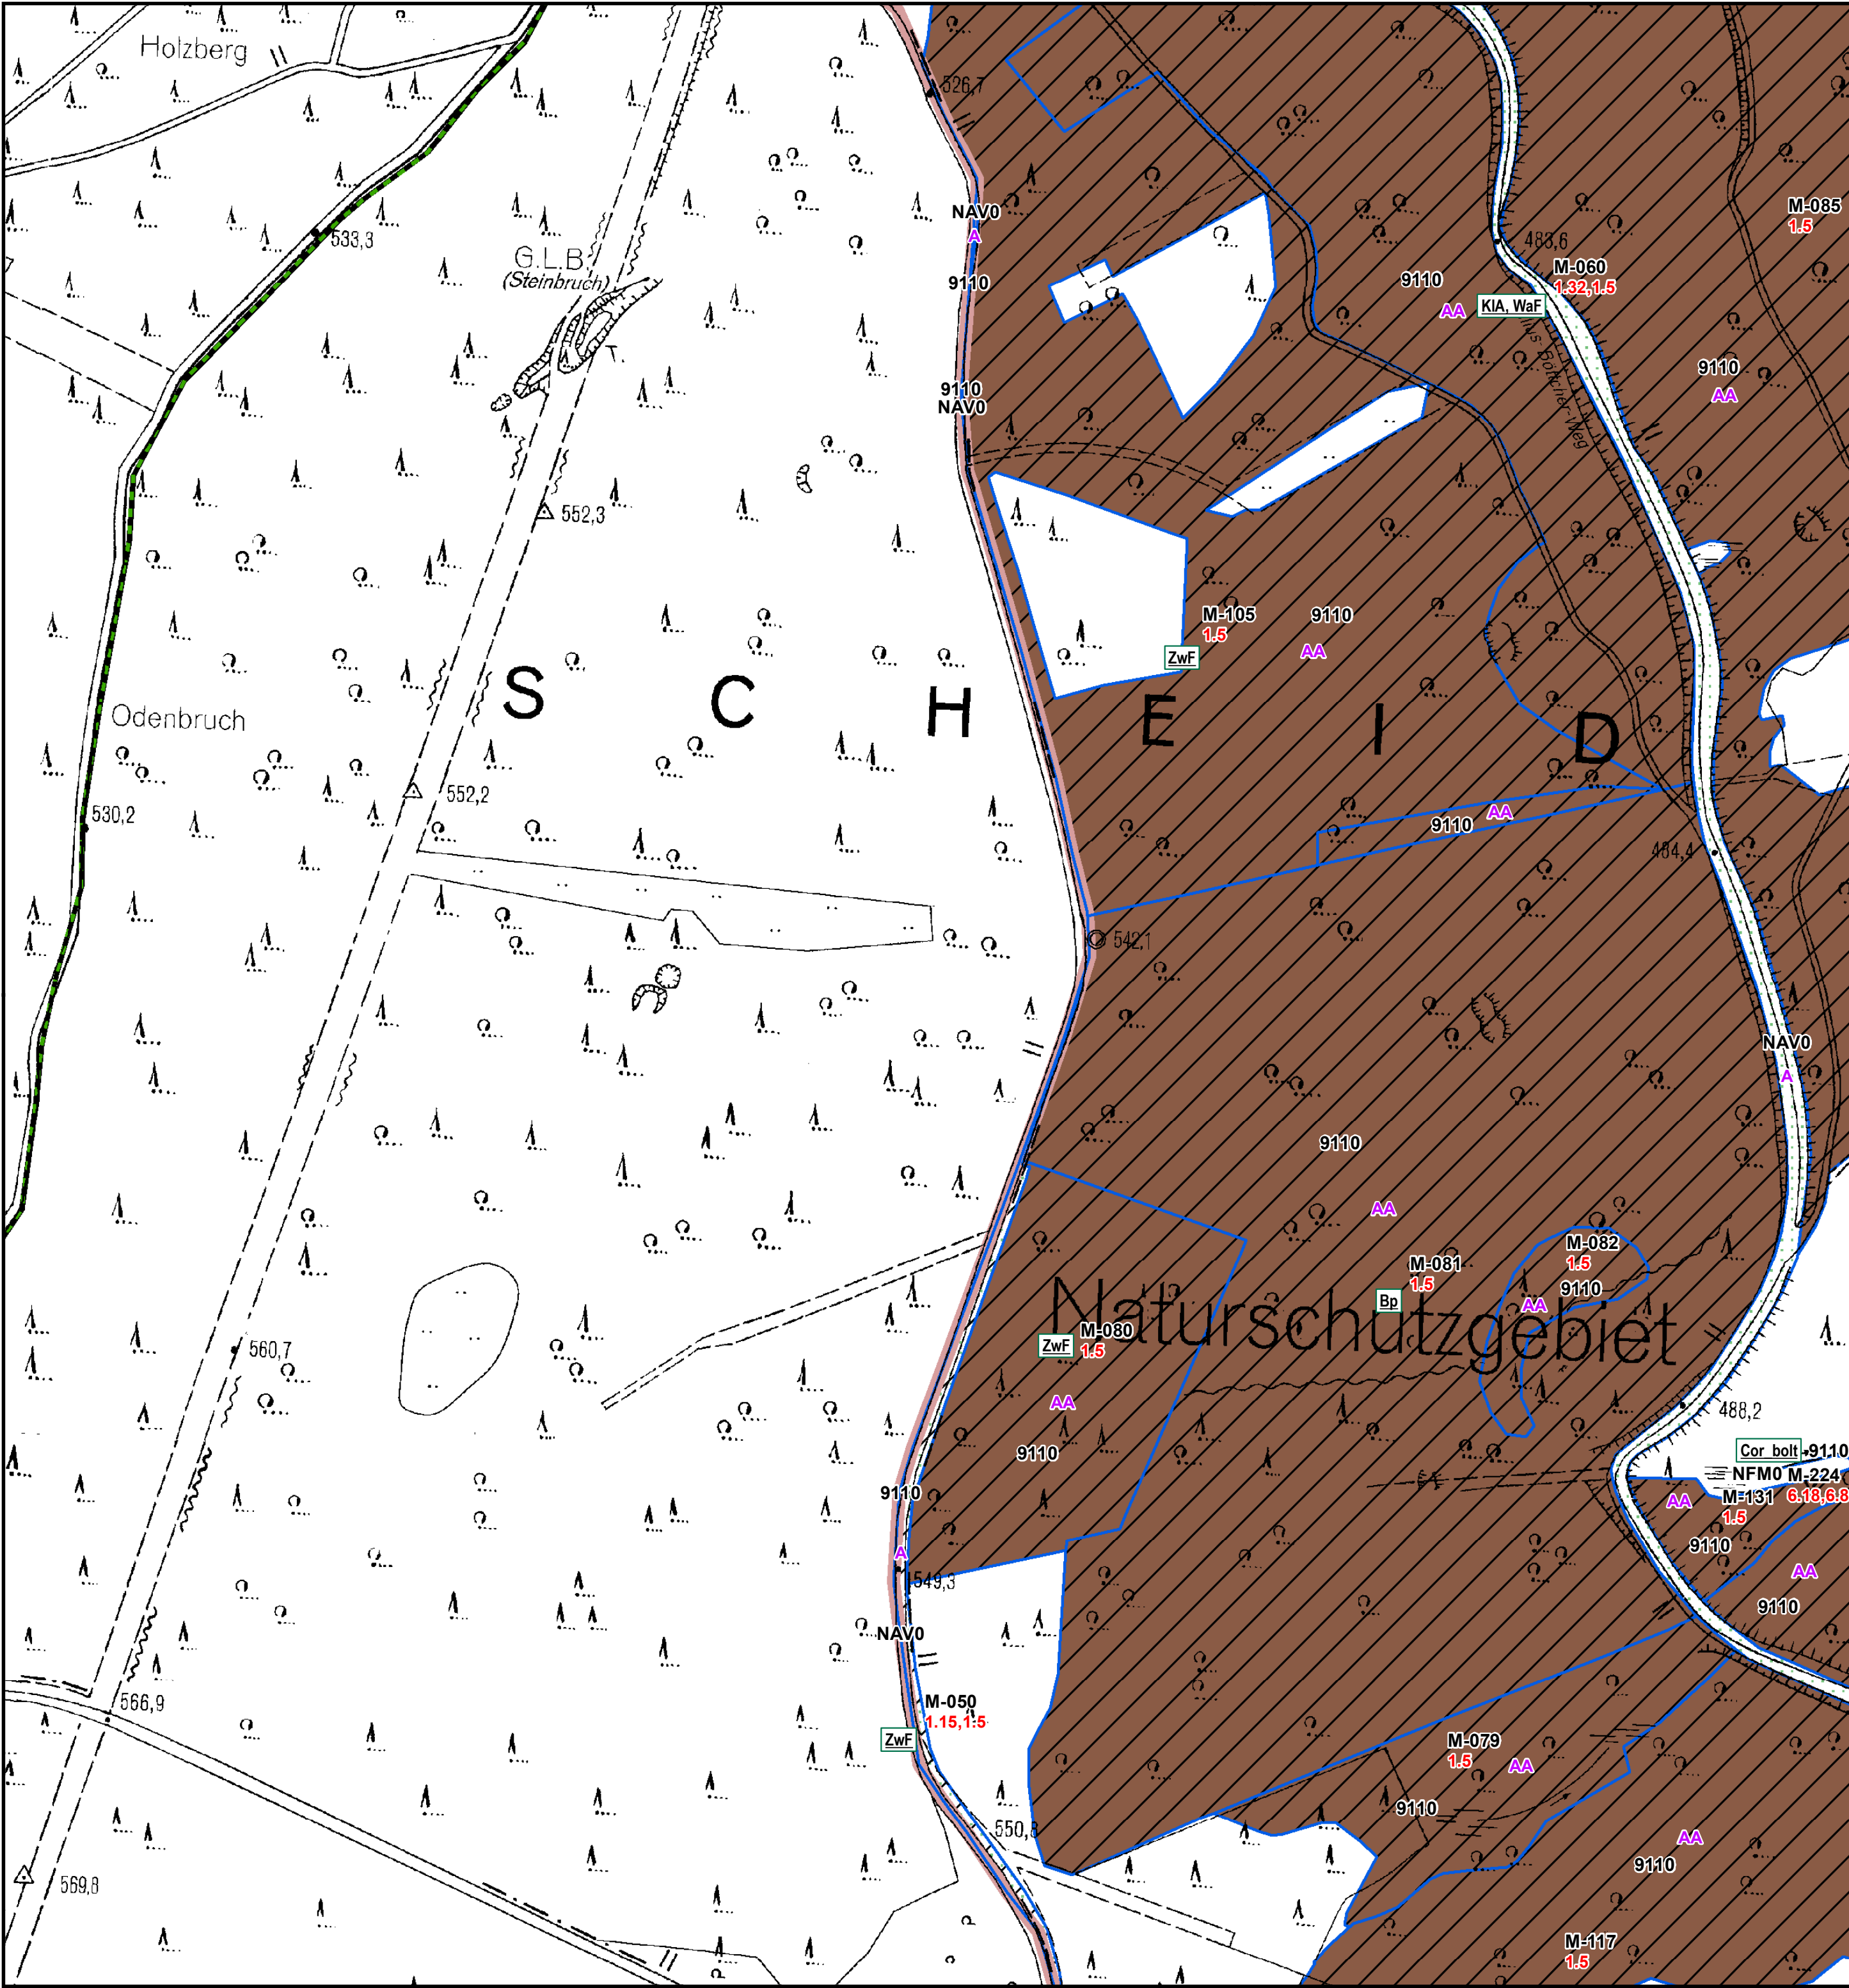 Holzberg
526,7
533,3
G.L.B.
(Steinbruch)
T.
NAV0
A
9110
9110
NAV0
483,6
M-060
1.32,1.5
KlA, WaF
9110
AA
M-085
1.5
9110
AA
552,3
M-105
1.5
ZwF
9110
AA
S C H E I D
Odenbruch
552,2
530,2
9110
AA
484,4
542,1
NAV0
A
9110
AA
M-082
1.5
9110
AA
M-081
1.5
Bp
Naturschutzgebiet
M-080
1.5
ZwF
AA
9110
560,7
488,2
Cor bolt
9110
NFM0
M-224
6.18,6.8
M-131
1.5
AA
9110
AA
9110
9110
A
549,3
NAV0
M-050
1.15,1.5
ZwF
566,9
550,8
569,8
M-079
1.5
AA
9110
AA
9110
M-117
1.5